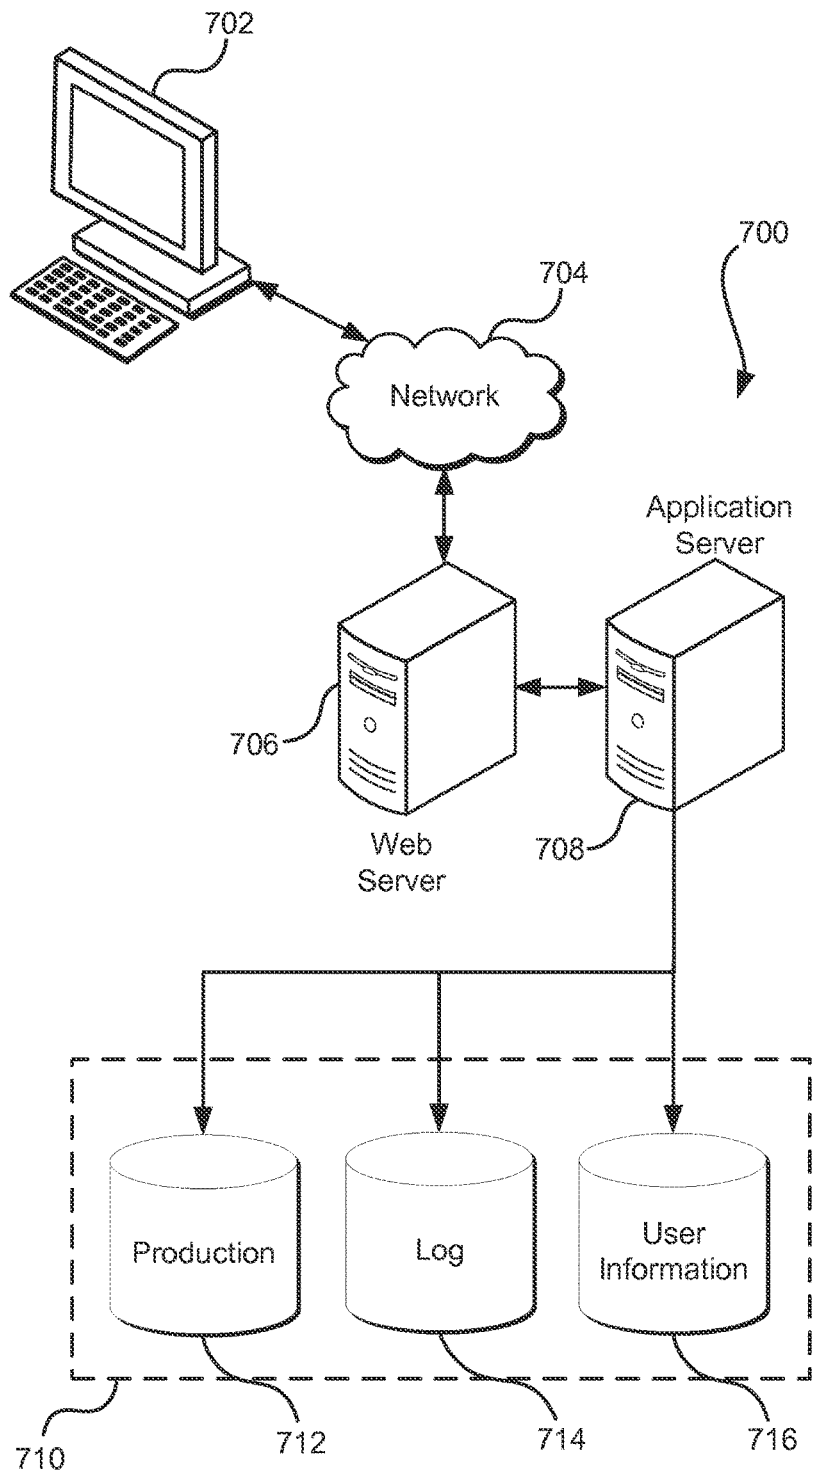 702
700
704
Network
Application
Server
706
708
Web
Server
Production
Log
User
Information
710
712
714
716